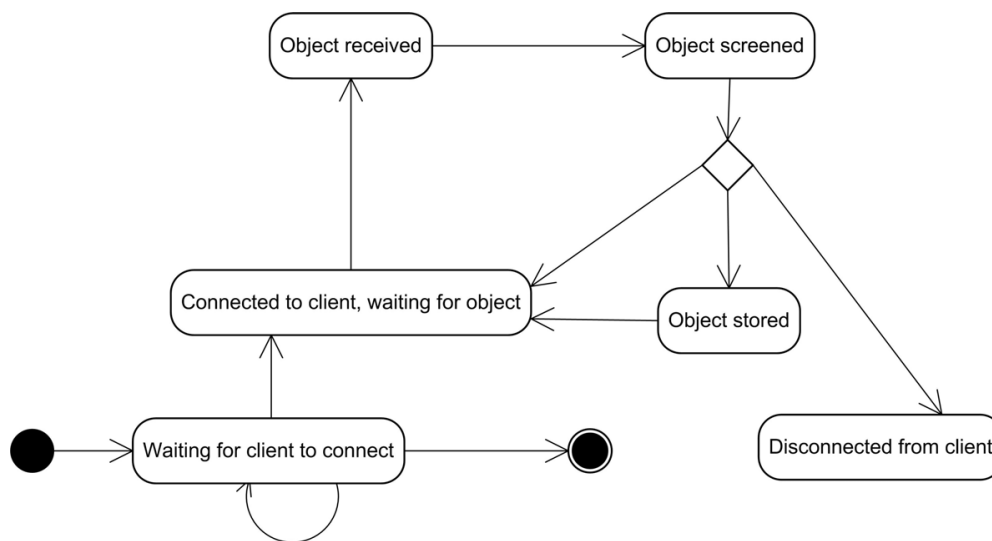 Object received
Object screened
Connected to client, waiting for object
Object stored
Waiting for client to connect
Disconnected from client